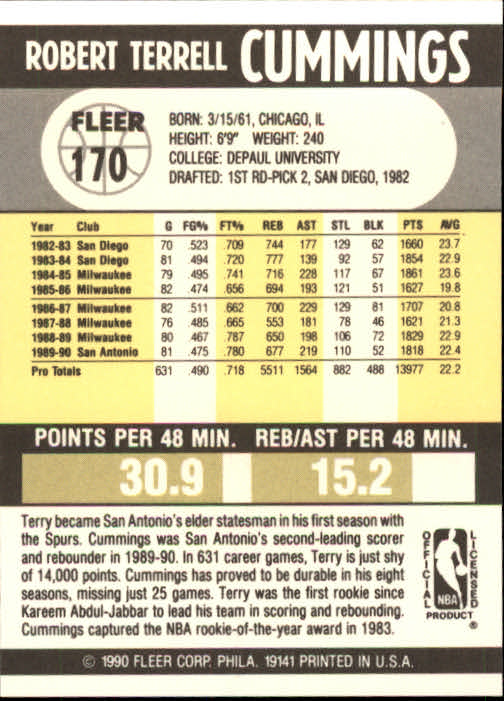 ROBERT TERRELL CUMMINGS
FLEER
170
BORN: 3/15/61, CHICAGO, IL
HEIGHT: 6'9" WEIGHT: 240
COLLEGE: DEPAUL UNIVERSITY
DRAFTED: 1ST RD-PICK 2, SAN DIEGO, 1982
Year Club G FG% FT% REB AST STL BLK PTS AVG
1982-83 San Diego 70 .523 .709 744 177 129 62 1660 23.7
1983-84 San Diego 81 .494 .720 777 139 92 57 1854 22.9
1984-85 Milwaukee 79 .495 .741 716 228 117 67 1861 23.6
1985-86 Milwaukee 82 .474 .656 694 193 121 51 1627 19.8
1986-87 Milwaukee 82 .511 .662 700 229 129 81 1707 20.8
1987-88 Milwaukee 76 .485 .665 553 181 78 46 1621 21.3
1988-89 Milwaukee 80 .467 .787 650 198 106 72 1829 22.9
1989-90 San Antonio 81 .475 .780 677 219 110 52 1818 22.4
Pro Totals 631 .490 .718 5511 1564 882 488 13977 22.2
POINTS PER 48 MIN. REB/AST PER 48 MIN.
30.9 15.2
Terry became San Antonio's elder statesman in his first season with
the Spurs. Cummings was San Antonio's second-leading scorer
and rebounder in 1989-90. In 631 career games, Terry is just shy
of 14,000 points. Cummings has proved to be durable in his eight
seasons, missing just 25 games. Terry was the first rookie since
Kareem Abdul-Jabbar to lead his team in scoring and rebounding.
Cummings captured the NBA rookie-of-the-year award in 1983.
OFFICIAL
LICENSED
NBA
PRODUCT ®
© 1990 FLEER CORP. PHILA. 19141 PRINTED IN U.S.A.